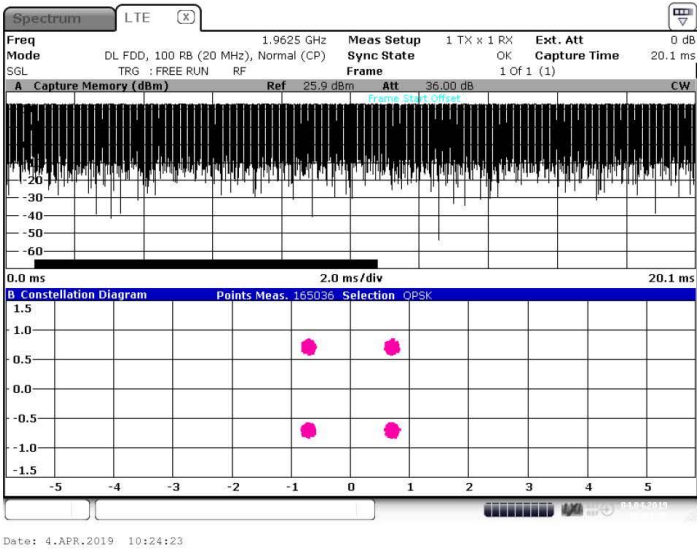 Spectrum LTE X
Freq 1.9625 GHz Meas Setup 1 TX x 1 RX Ext. Att 0 dB
Mode DL FDD, 100 RB (20 MHz), Normal (CP) Sync State OK Capture Time 20.1 ms
SGL TRG : FREE RUN RF Frame 1 Of 1 (1)
A Capture Memory (dBm) Ref 25.9 dBm Att 36.00 dB CW
Frame Start Offset
-20
-30
-40
-50
-60
0.0 ms 2.0 ms/div 20.1 ms
B Constellation Diagram Points Meas. 165036 Selection QPSK
1.5
1.0
0.5
0.0
-0.5
-1.0
-1.5
-5 -4 -3 -2 -1 0 1 2 3 4 5
LXI 04.04.2019
Date: 4.APR.2019 10:24:23